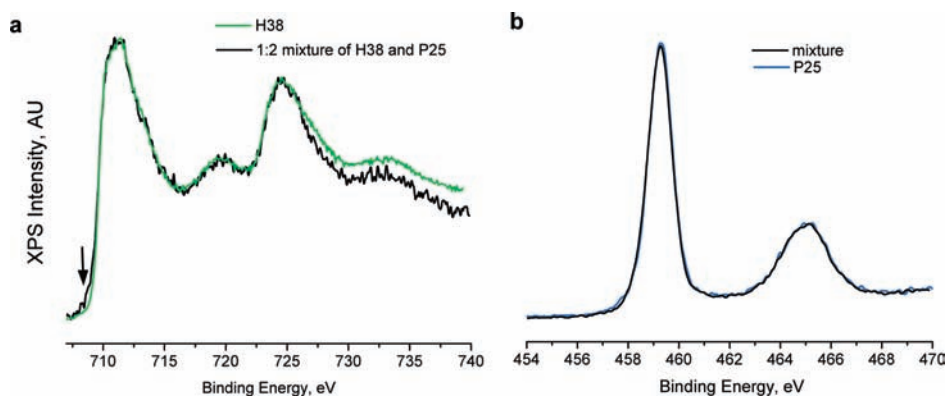 a
H38
1:2 mixture of H38 and P25
XPS Intensity, AU
710 715 720 725 730 735 740
Binding Energy, eV
b
mixture
P25
454 456 458 460 462 464 466 468 470
Binding Energy, eV